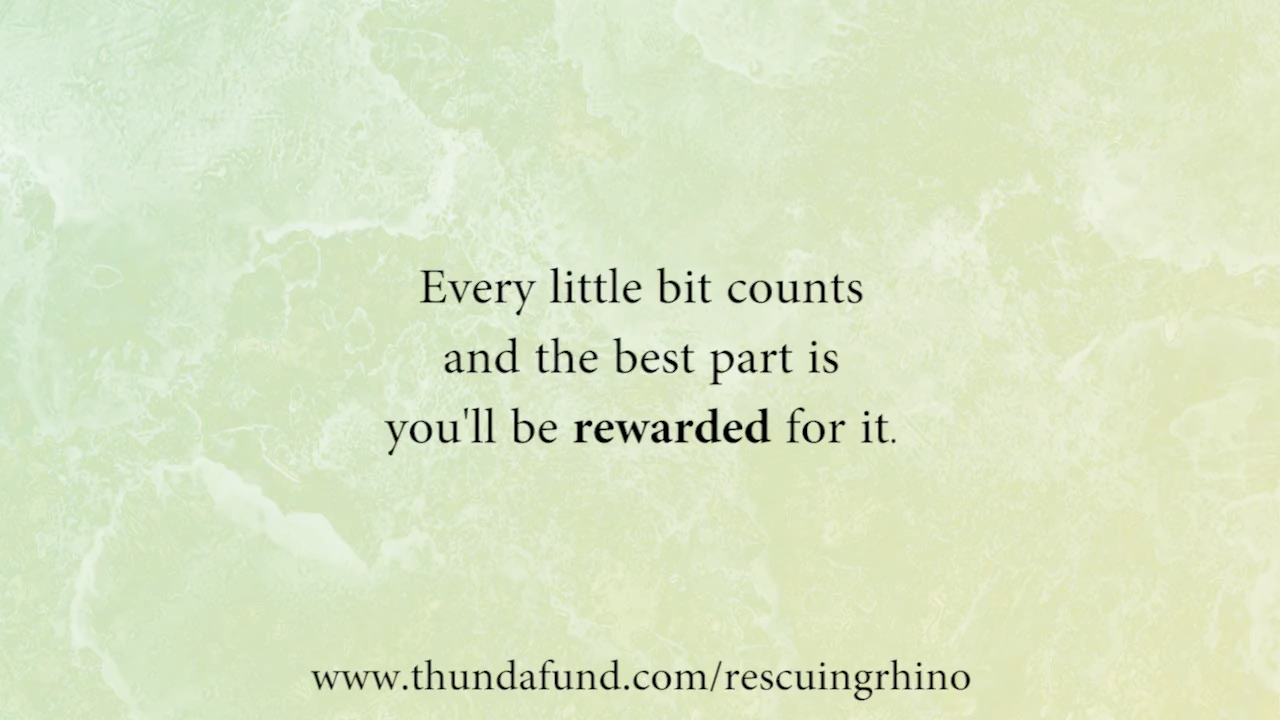 Every little bit counts
and the best part is
you'll be rewarded for it.
www.thundafund.com/rescuingrhino